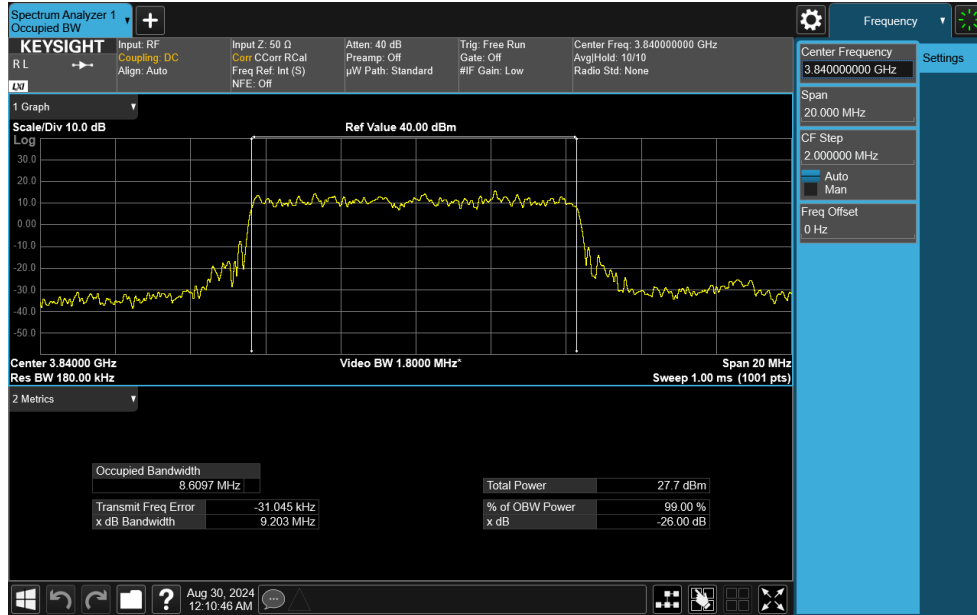 Spectrum Analyzer 1
Occupied BW
+
Frequency
KEYSIGHT
R L
LXI
Input: RF
Coupling: DC
Align: Auto
Input Z: 50 Ω
Corr CCorr RCal
Freq Ref: Int (S)
NFE: Off
Atten: 40 dB
Preamp: Off
µW Path: Standard
Trig: Free Run
Gate: Off
#IF Gain: Low
Center Freq: 3.840000000 GHz
Avg|Hold: 10/10
Radio Std: None
Center Frequency
3.840000000 GHz
Settings
Span
20.000 MHz
CF Step
2.000000 MHz
Auto
Man
Freq Offset
0 Hz
1 Graph
Scale/Div 10.0 dB
Ref Value 40.00 dBm
Log
30.0
20.0
10.0
0.00
-10.0
-20.0
-30.0
-40.0
-50.0
Center 3.84000 GHz
Video BW 1.8000 MHz*
Span 20 MHz
Res BW 180.00 kHz
Sweep 1.00 ms (1001 pts)
2 Metrics
Occupied Bandwidth
8.6097 MHz
Total Power 27.7 dBm
Transmit Freq Error -31.045 kHz
% of OBW Power 99.00 %
x dB Bandwidth 9.203 MHz
x dB -26.00 dB
?
Aug 30, 2024
12:10:46 AM